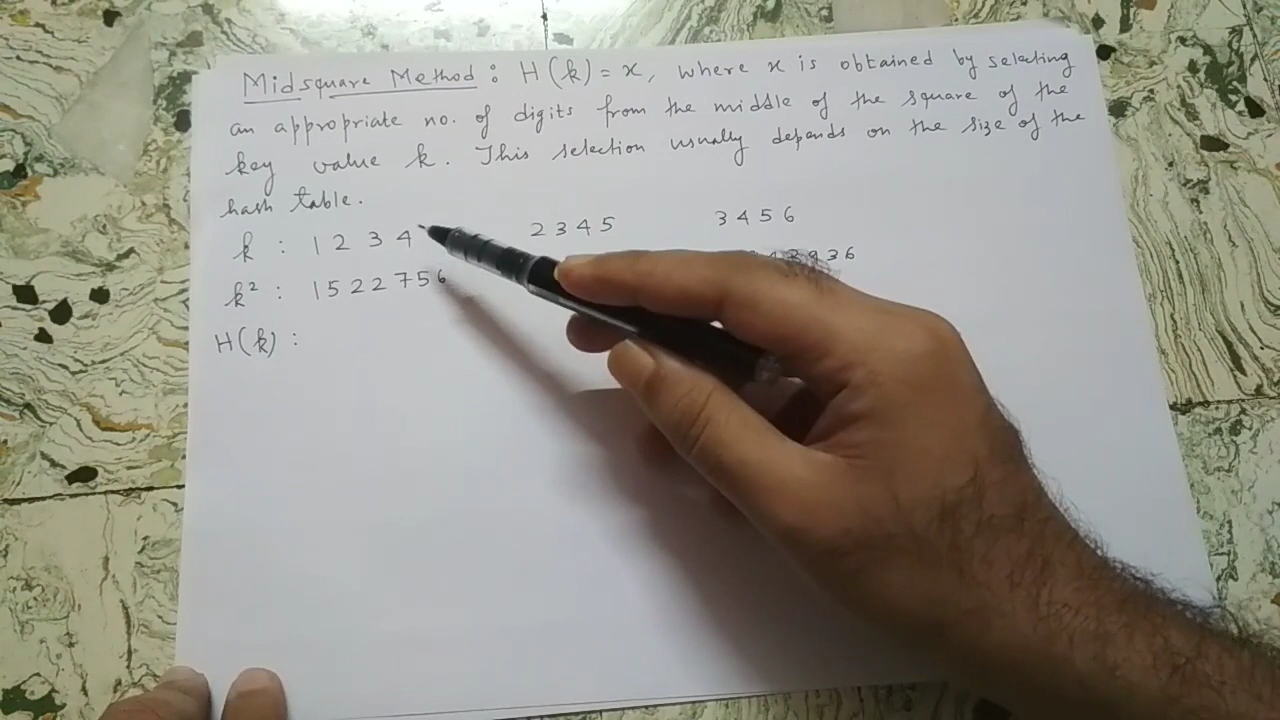 Midsquare Method : H(k) = x, where x is obtained by selecting
an appropriate no. of digits from the middle of the square of the
key value k. This selection usually depends on the size of the
hash table.
k : 1 2 3 4 2 3 4 5 3 4 5 6
k² : 1 5 2 2 7 5 6
H(k) :